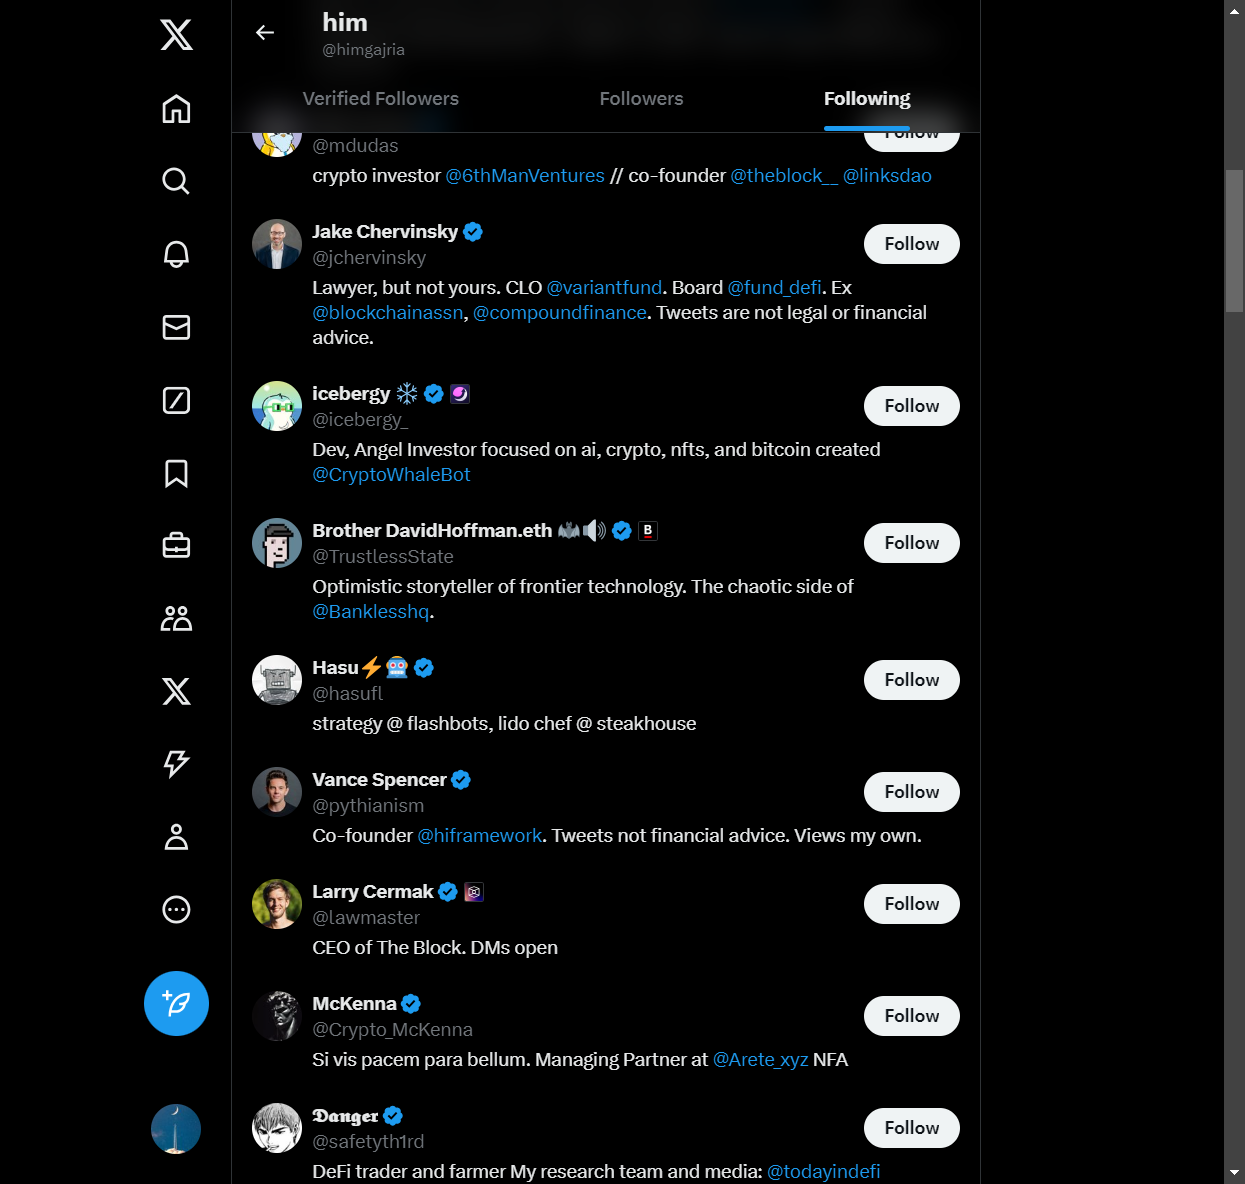 him
@himgajria
Verified Followers
Followers
Following
Follow
@mdudas
crypto investor @6thManVentures // co-founder @theblock__ @linksdao
Jake Chervinsky
@jchervinsky
Follow
Lawyer, but not yours. CLO @variantfund. Board @fund_defi. Ex
@blockchainassn, @compoundfinance. Tweets are not legal or financial
advice.
icebergy ❄️
@icebergy_
Follow
Dev, Angel Investor focused on ai, crypto, nfts, and bitcoin created
@CryptoWhaleBot
Brother DavidHoffman.eth 🦇🔊 B
@TrustlessState
Follow
Optimistic storyteller of frontier technology. The chaotic side of
@Banklesshq.
Hasu⚡🤖
@hasufl
Follow
strategy @ flashbots, lido chef @ steakhouse
Vance Spencer
@pythianism
Follow
Co-founder @hiframework. Tweets not financial advice. Views my own.
Larry Cermak
@lawmaster
Follow
CEO of The Block. DMs open
McKenna
@Crypto_McKenna
Follow
Si vis pacem para bellum. Managing Partner at @Arete_xyz NFA
𝕯𝖆𝖓𝖌𝖊𝖗
@safetyth1rd
Follow
DeFi trader and farmer My research team and media: @todayindefi